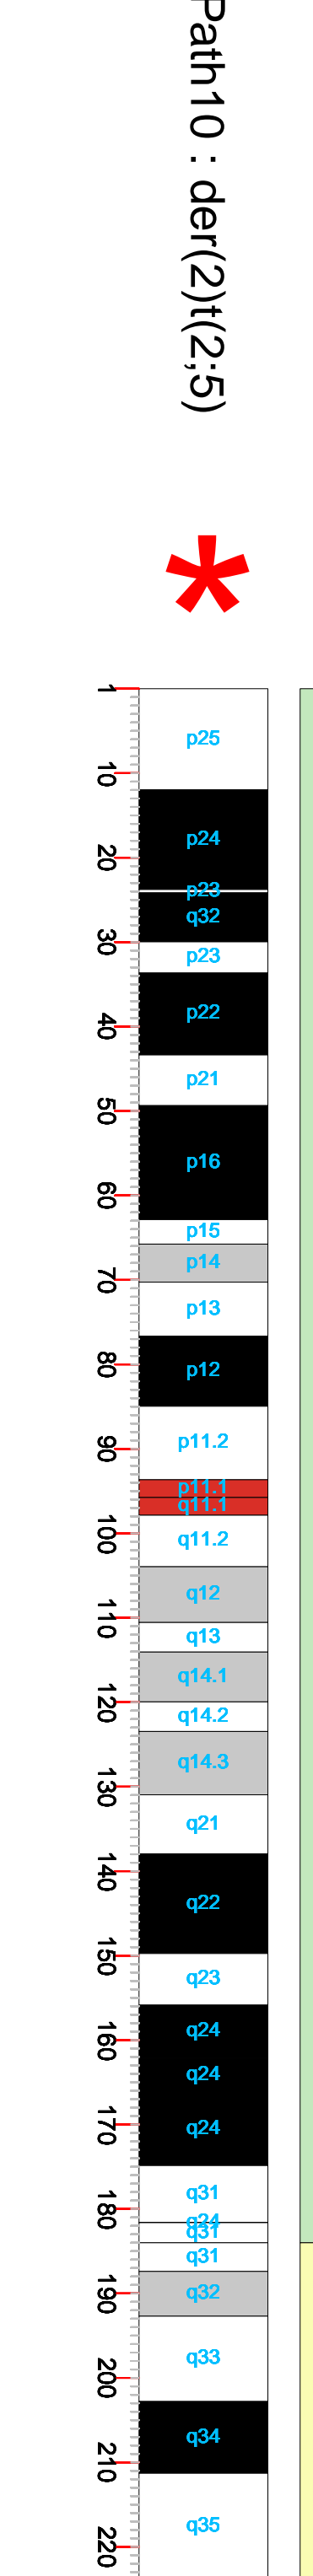 Path10 : der(2)t(2;5)
*
1
p25
10
p24
20
p23
q32
30
p23
p22
40
p21
50
p16
60
p15
p14
70
p13
p12
80
p11.2
90
p11.1
q11.1
100
q11.2
q12
110
q13
q14.1
120
q14.2
q14.3
130
q21
140
q22
150
q23
q24
160
q24
170
q24
q31
180
q24
q31
q31
190
q32
q33
200
q34
210
q35
220